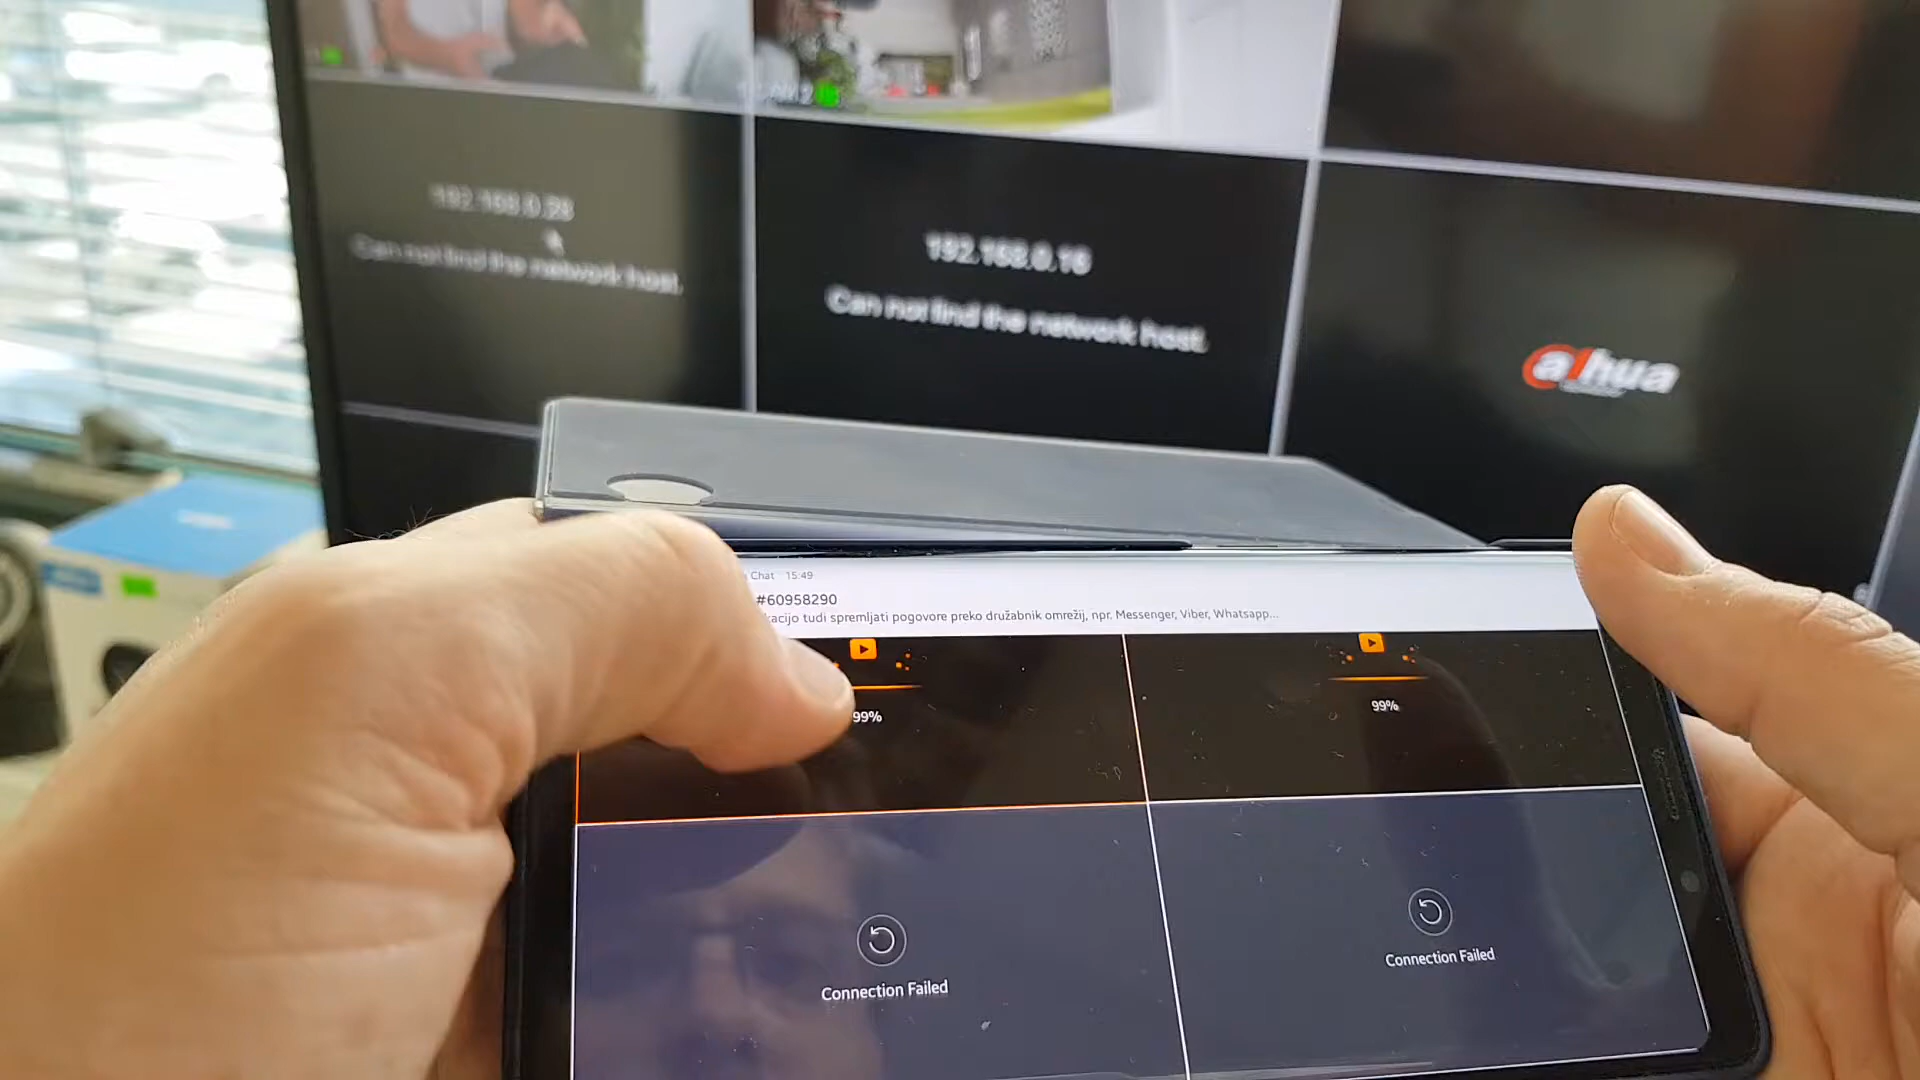 192.168.0.28
Can not find the network host.
192.168.0.16
Can not find the network host.
alhua
Chat · 15:49
#60958290
kacijo tudi spremljati pogovore preko družabnik omrežij, npr. Messenger, Viber, Whatsapp...
99%
99%
Connection Failed
Connection Failed